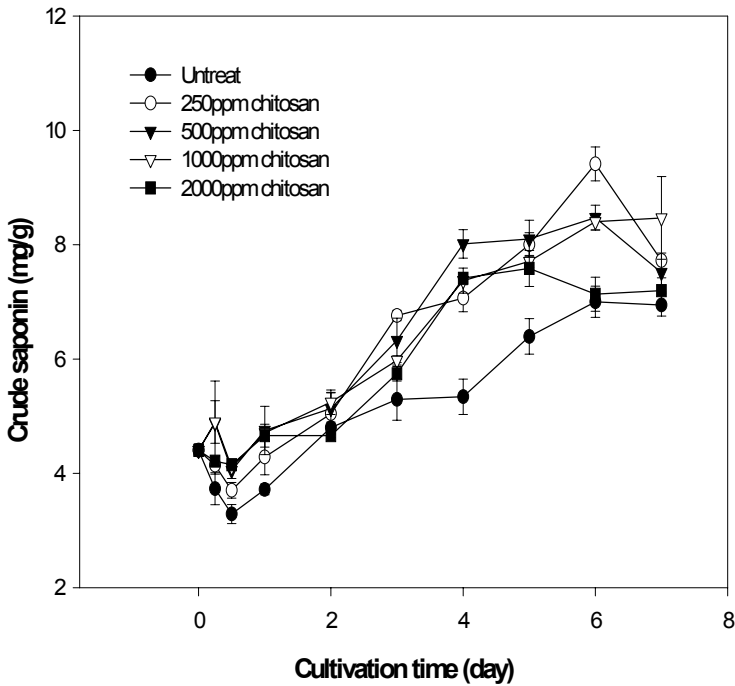 12
10
8
6
4
2
Crude saponin (mg/g)
Untreat
250ppm chitosan
500ppm chitosan
1000ppm chitosan
2000ppm chitosan
0 2 4 6 8
Cultivation time (day)